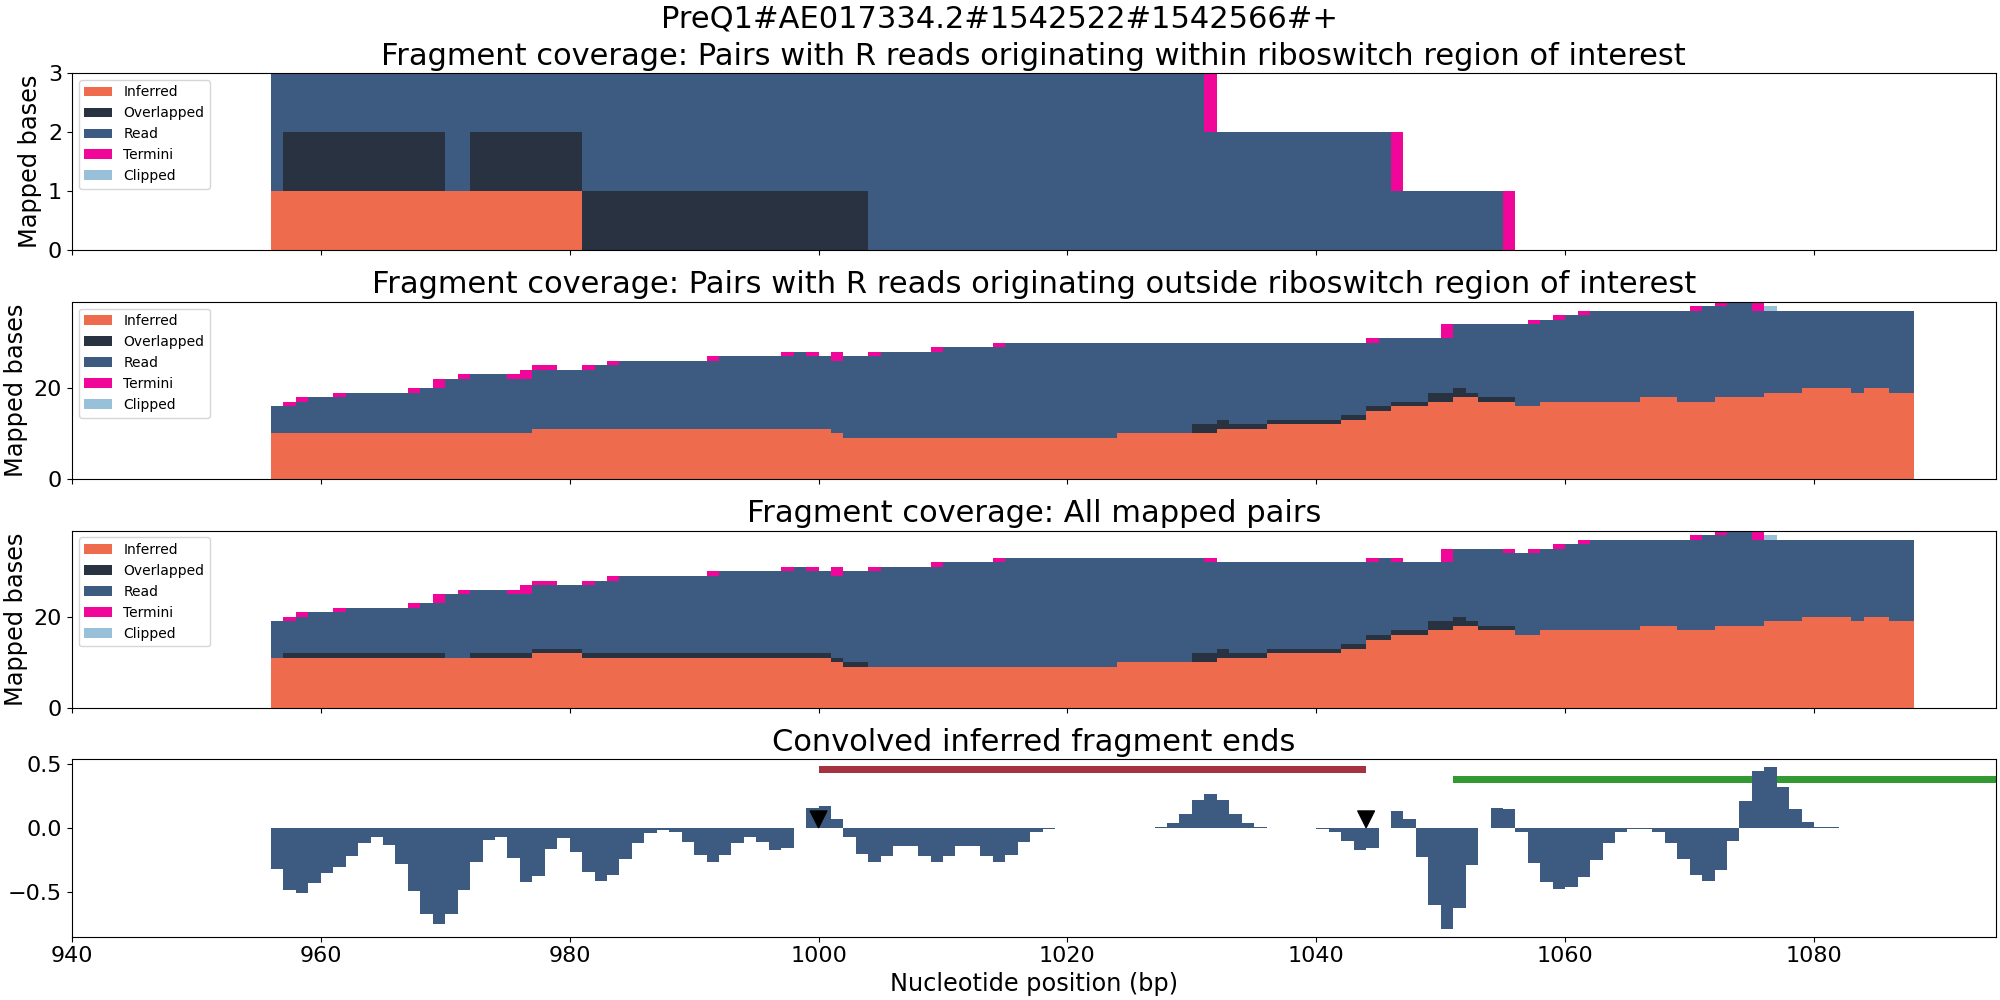 PreQ1#AE017334.2#1542522#1542566#+
Fragment coverage: Pairs with R reads originating within riboswitch region of interest
Mapped bases
3
2
1
0
Inferred
Overlapped
Read
Termini
Clipped
Fragment coverage: Pairs with R reads originating outside riboswitch region of interest
Mapped bases
20
0
Inferred
Overlapped
Read
Termini
Clipped
Fragment coverage: All mapped pairs
Mapped bases
20
0
Inferred
Overlapped
Read
Termini
Clipped
Convolved inferred fragment ends
0.5
0.0
−0.5
940 960 980 1000 1020 1040 1060 1080
Nucleotide position (bp)